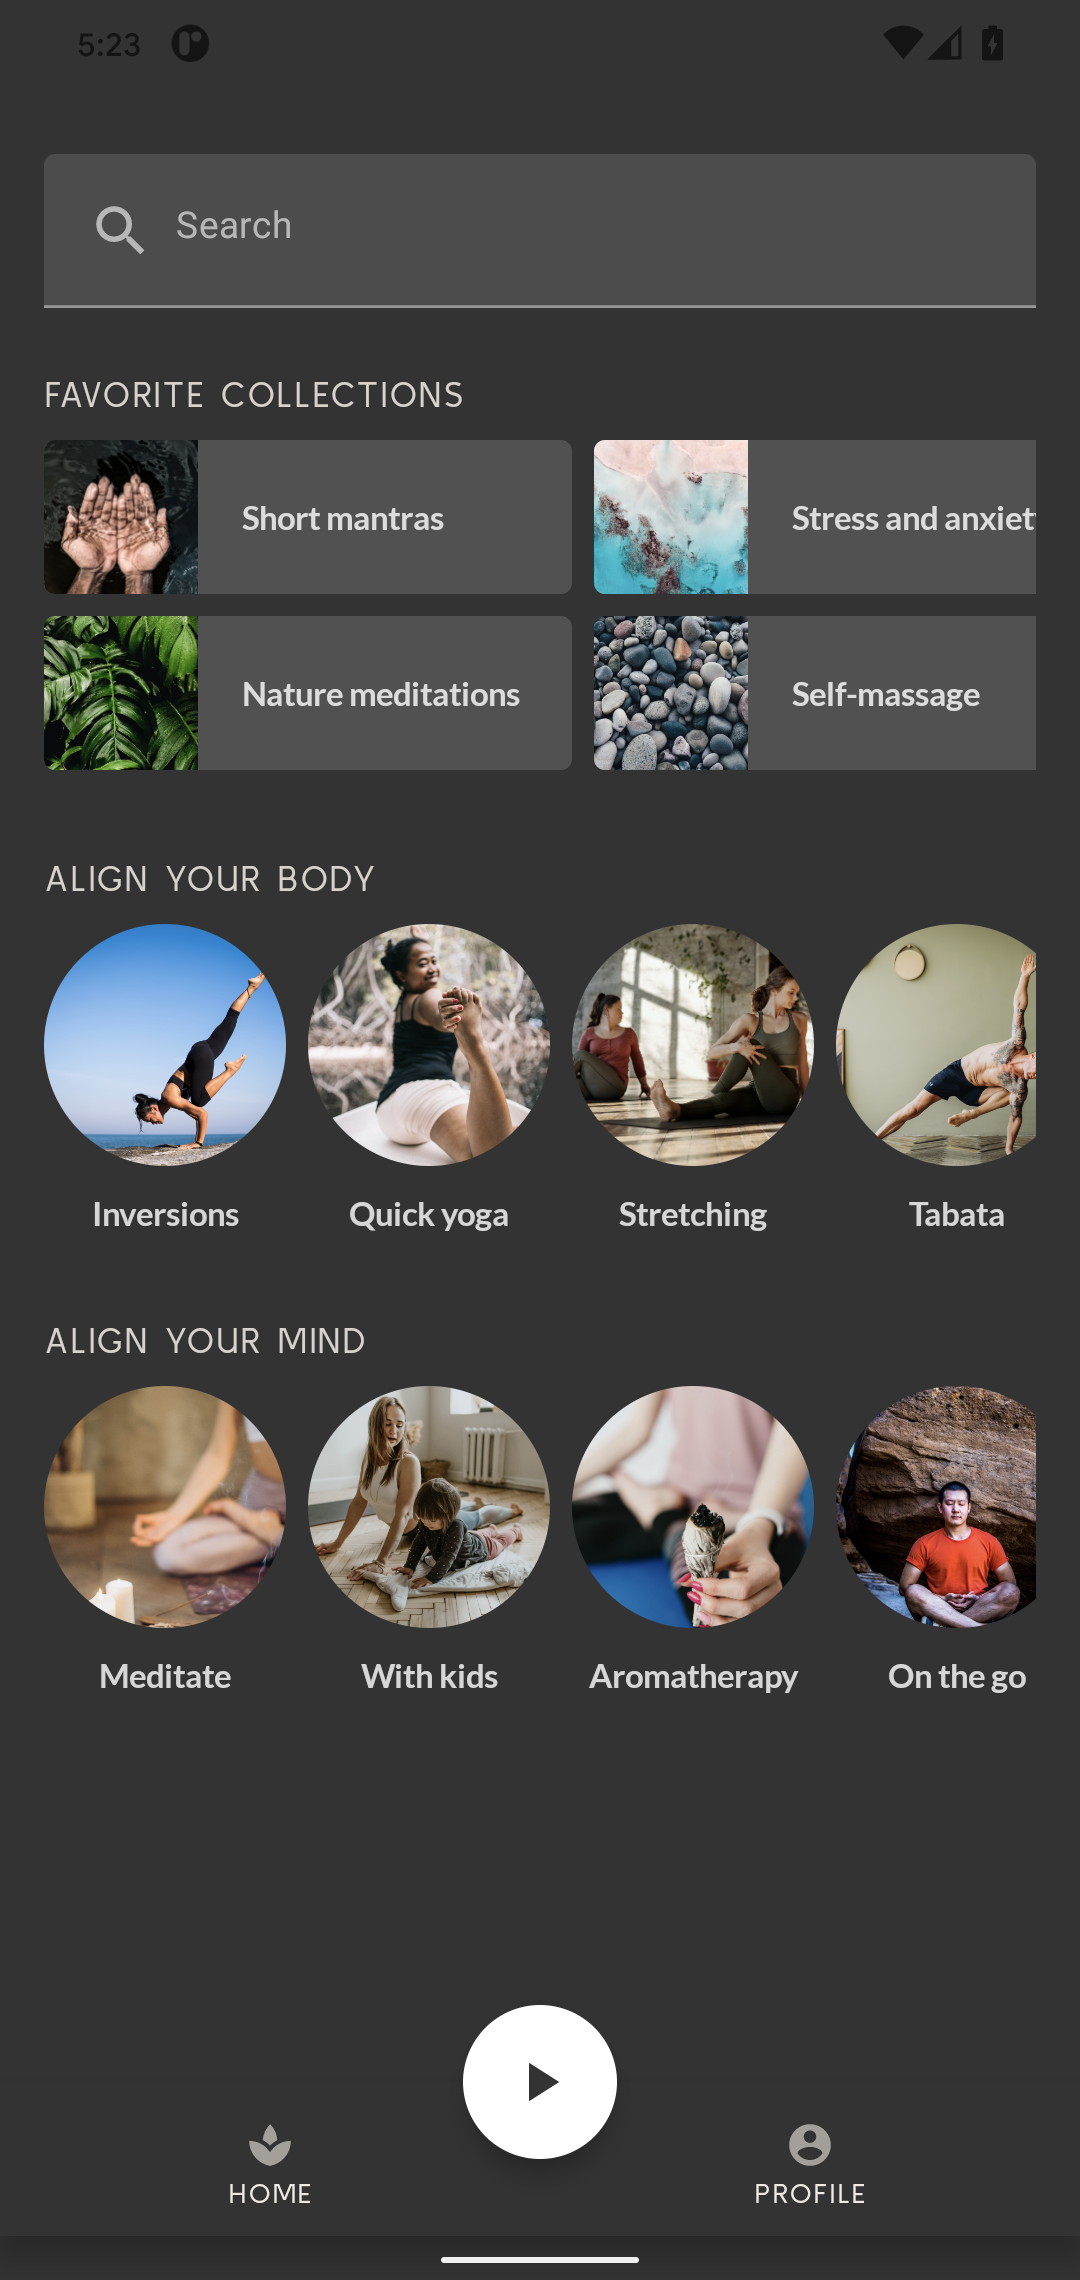 5:23
Search
FAVORITE COLLECTIONS
Short mantras
Stress and anxiety
Nature meditations
Self-massage
ALIGN YOUR BODY
Inversions
Quick yoga
Stretching
Tabata
ALIGN YOUR MIND
Meditate
With kids
Aromatherapy
On the go
HOME
PROFILE